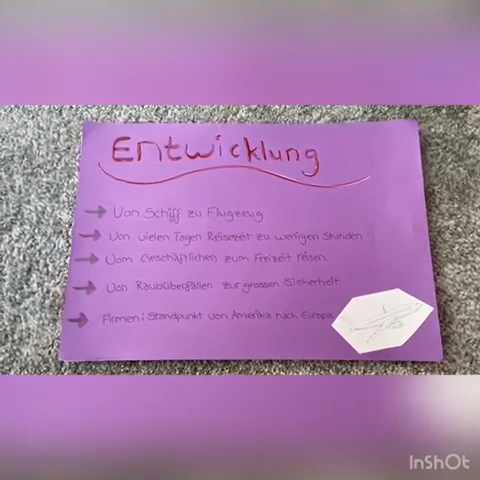 Entwicklung
Von Schiff zu Flugzeug
Von vielen Tagen Reisezeit zu wenigen Stunden
Vom Geschäftlichen zum Freizeit reisen
Von Raubüberfällen zur grossen Sicherheit
Firmen: Standpunkt von Amerika nach Europa
InShOt